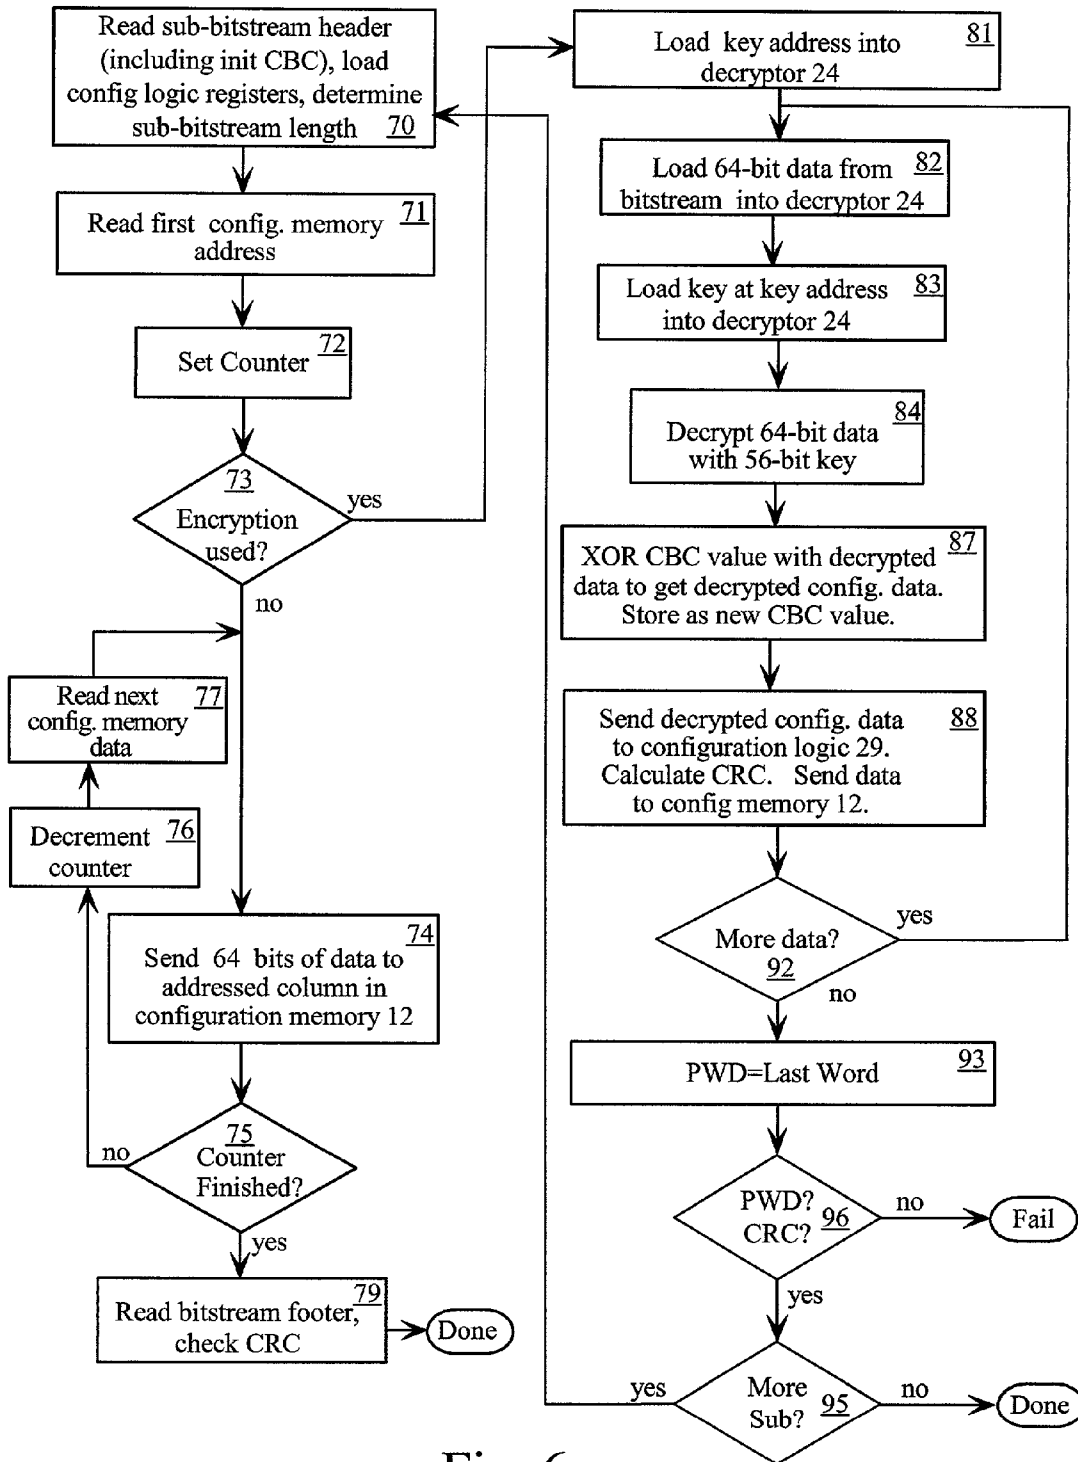 Read sub-bitstream header
(including init CBC), load
config logic registers, determine
sub-bitstream length 70
Read first config. memory 71
address
Set Counter 72
73
Encryption
used?
yes
no
Read next 77
config. memory
data
Decrement 76
counter
74
Send 64 bits of data to
addressed column in
configuration memory 12
75
Counter
Finished?
no
yes
Read bitstream footer, 79
check CRC
Done
Load key address into 81
decryptor 24
Load 64-bit data from 82
bitstream into decryptor 24
Load key at key address 83
into decryptor 24
84
Decrypt 64-bit data
with 56-bit key
XOR CBC value with decrypted 87
data to get decrypted config. data.
Store as new CBC value.
Send decrypted config. data 88
to configuration logic 29.
Calculate CRC. Send data
to config memory 12.
More data?
92
yes
no
PWD=Last Word 93
PWD?
CRC? 96
no
Fail
yes
More
Sub? 95
yes
no
Done